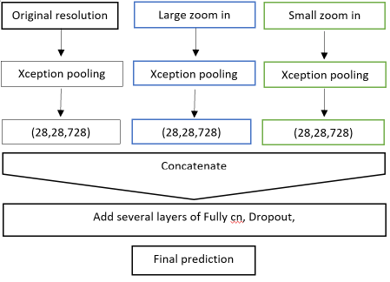 Original resolution
Large zoom in
Small zoom in
Xception pooling
Xception pooling
Xception pooling
(28,28,728)
(28,28,728)
(28,28,728)
Concatenate
Add several layers of Fully cn, Dropout,
Final prediction